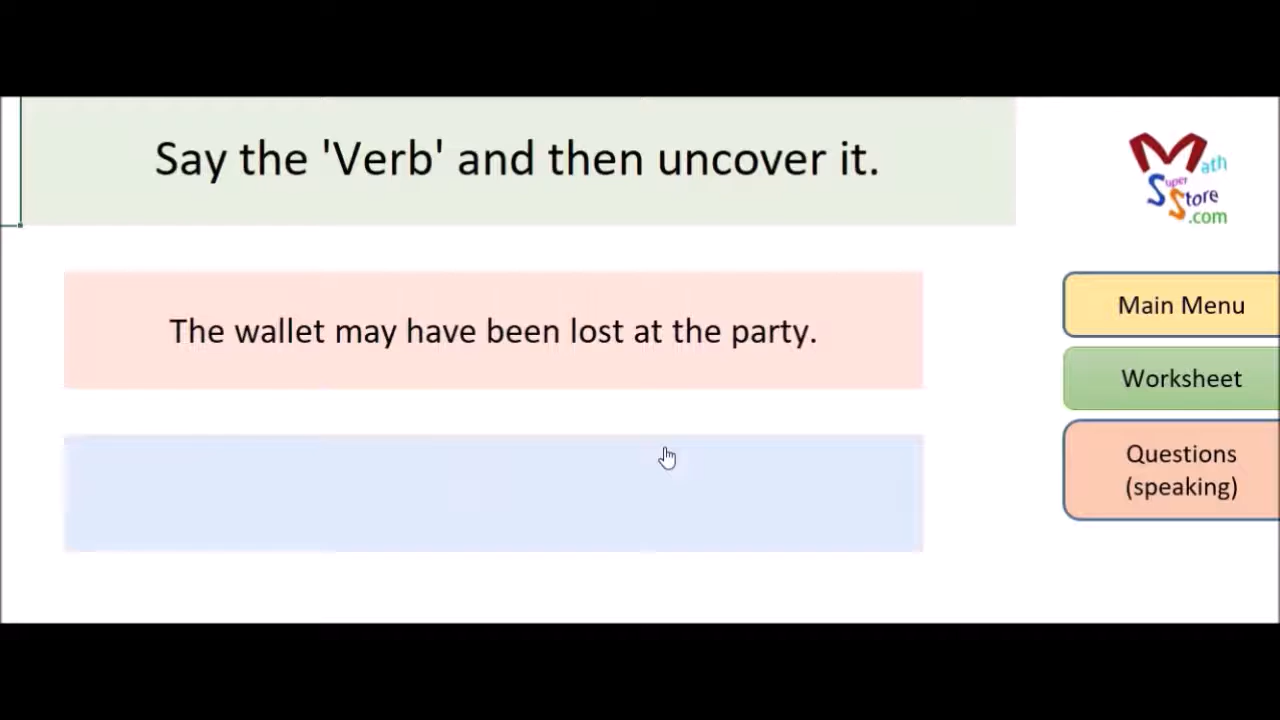 Say the 'Verb' and then uncover it.
Math
Super
Store
.com
The wallet may have been lost at the party.
Main Menu
Worksheet
Questions
(speaking)